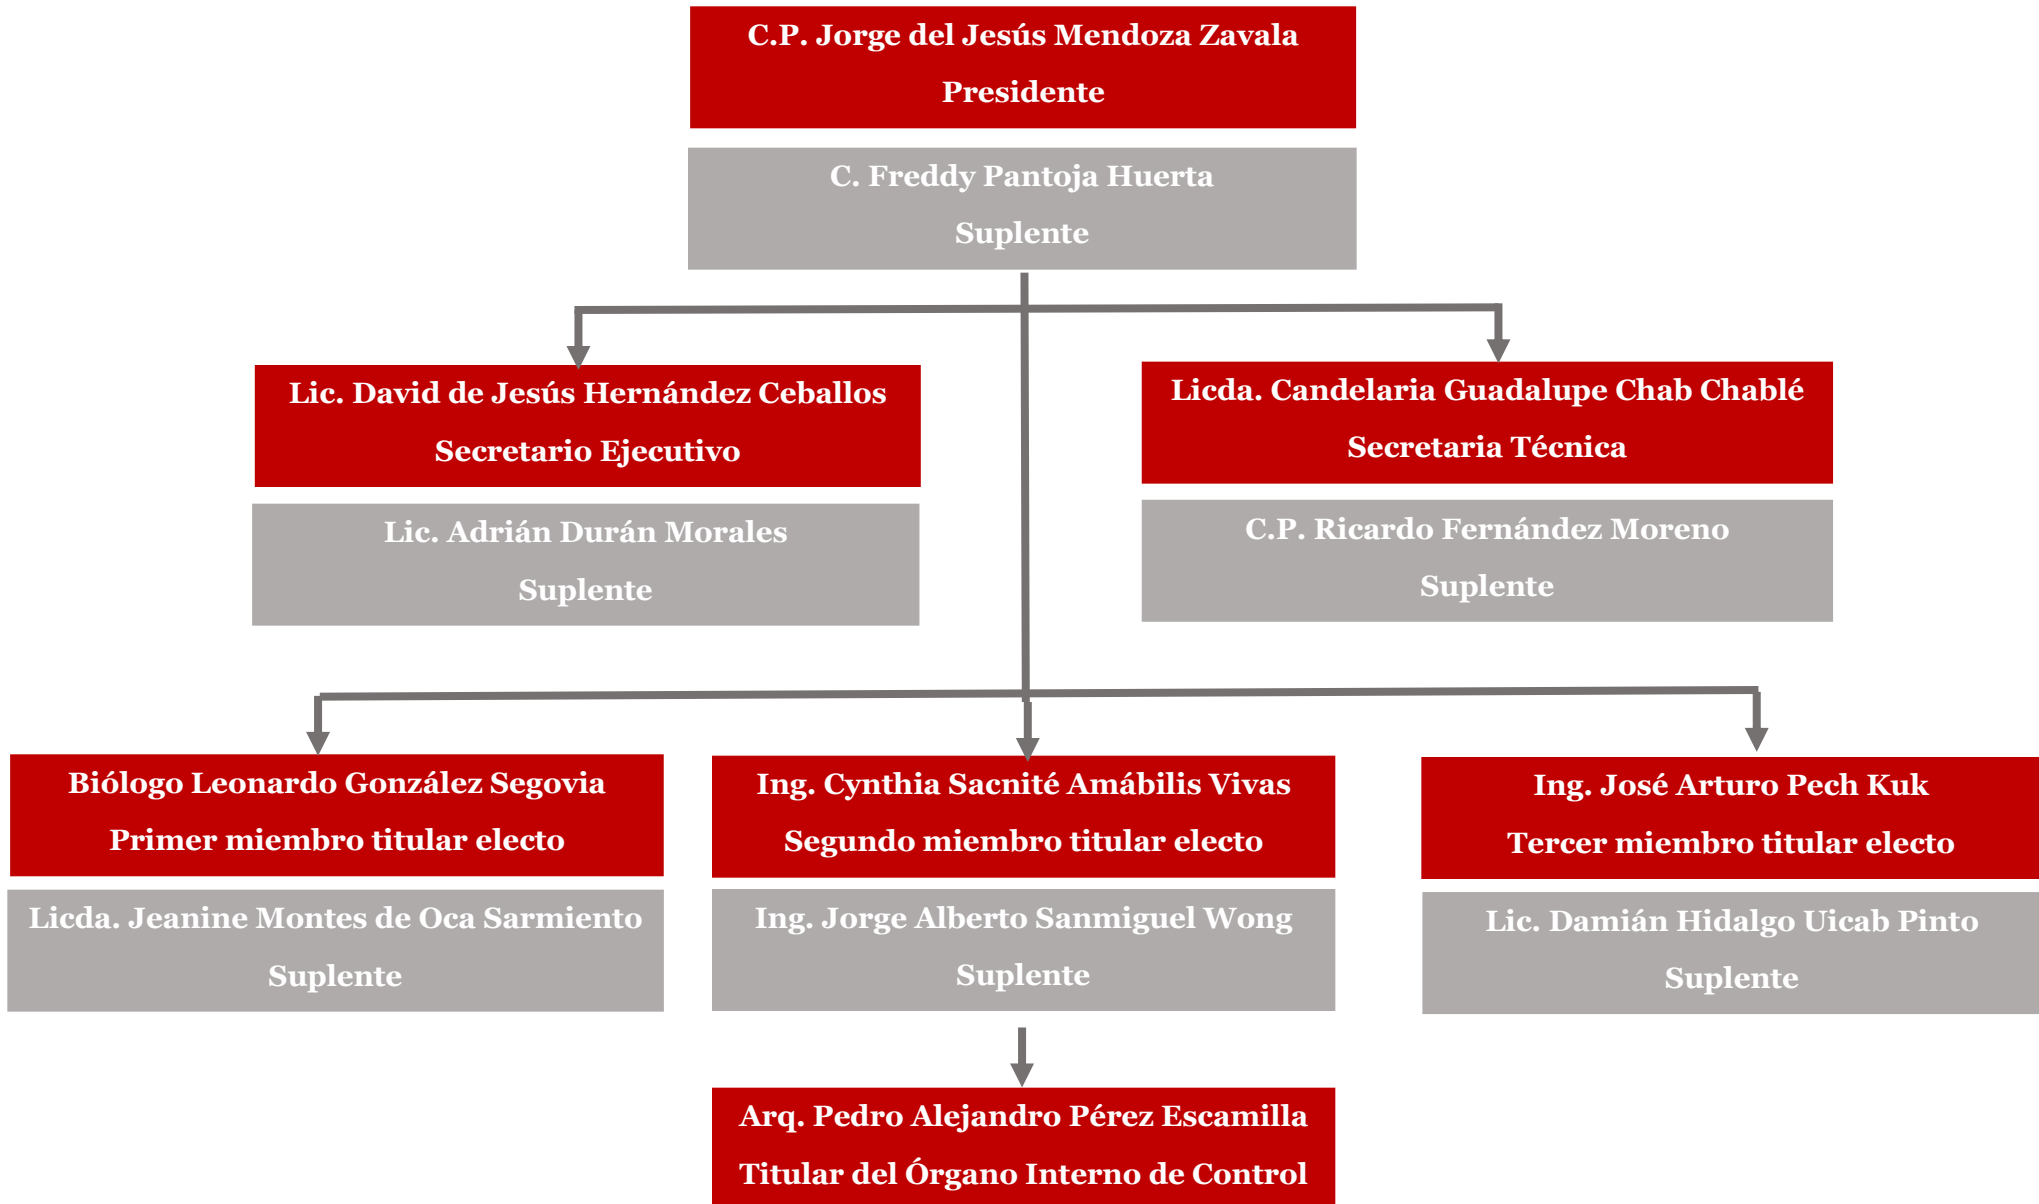 C.P. Jorge del Jesús Mendoza Zavala
Presidente
C. Freddy Pantoja Huerta
Suplente
Lic. David de Jesús Hernández Ceballos
Secretario Ejecutivo
Lic. Adrián Durán Morales
Suplente
Licda. Candelaria Guadalupe Chab Chablé
Secretaria Técnica
C.P. Ricardo Fernández Moreno
Suplente
Biólogo Leonardo González Segovia
Primer miembro titular electo
Licda. Jeanine Montes de Oca Sarmiento
Suplente
Ing. Cynthia Sacnité Amábilis Vivas
Segundo miembro titular electo
Ing. Jorge Alberto Sanmiguel Wong
Suplente
Ing. José Arturo Pech Kuk
Tercer miembro titular electo
Lic. Damián Hidalgo Uicab Pinto
Suplente
Arq. Pedro Alejandro Pérez Escamilla
Titular del Órgano Interno de Control